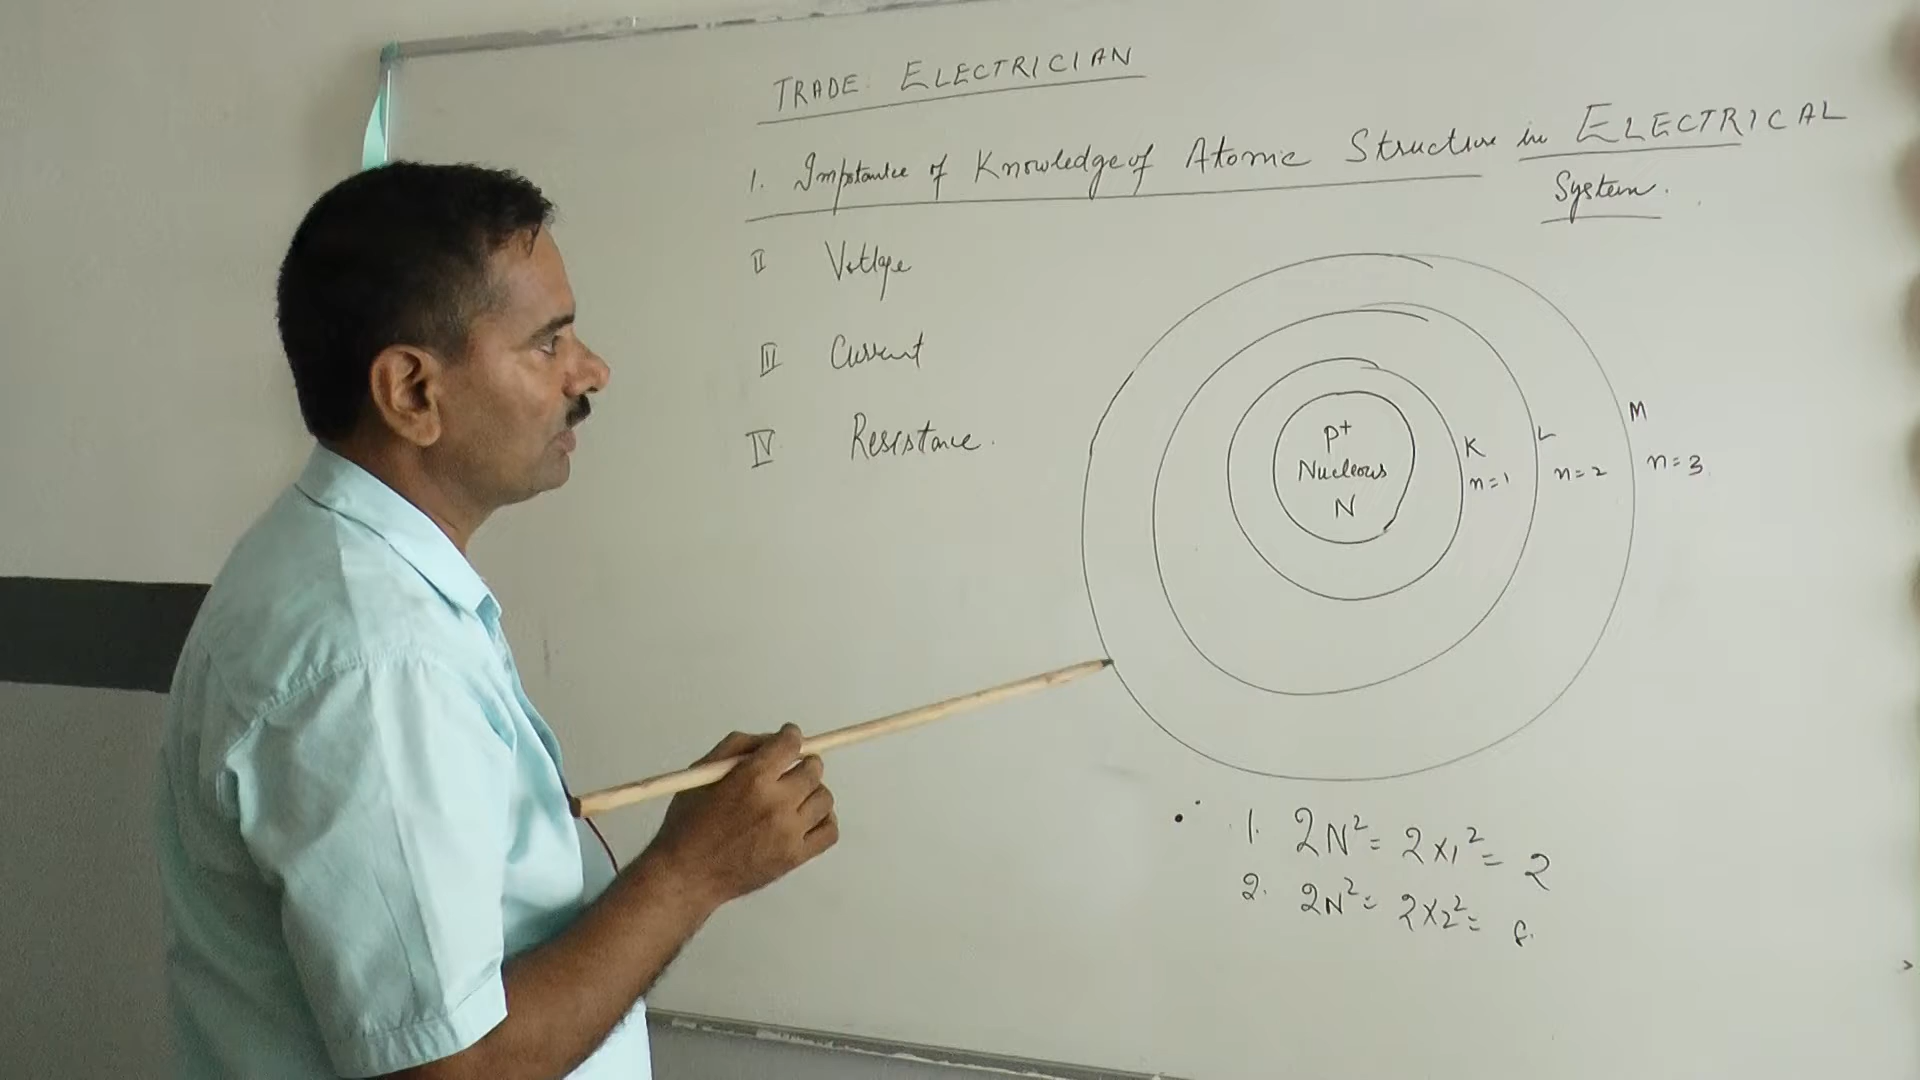 TRADE: ELECTRICIAN
1. Imptance of Knowledge of Atomic Structure in ELECTRICAL
System.
II Voltage
III Current
IV Resistance.
P+
Nucleous
N
K
n=1
L
n=2
M
n=3
1. 2N²= 2×1²= 2
2. 2N²= 2×2²= 8.